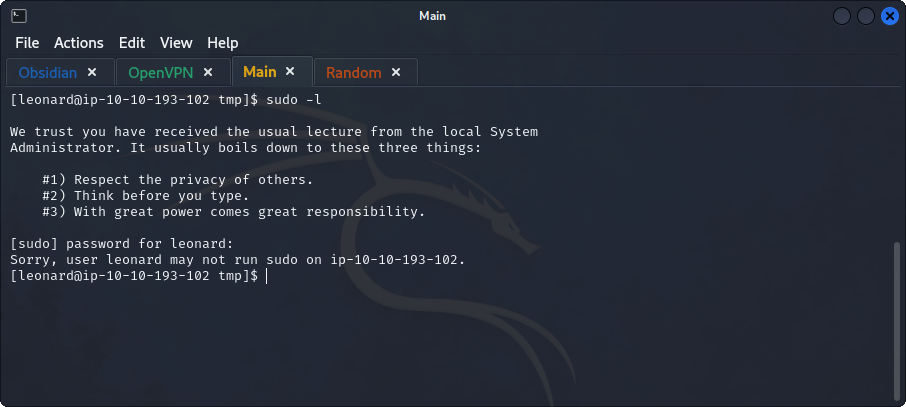 Main
File Actions Edit View Help
Obsidian × OpenVPN × Main × Random ×
[leonard@ip-10-10-193-102 tmp]$ sudo -l
We trust you have received the usual lecture from the local System
Administrator. It usually boils down to these three things:
#1) Respect the privacy of others.
#2) Think before you type.
#3) With great power comes great responsibility.
[sudo] password for leonard:
Sorry, user leonard may not run sudo on ip-10-10-193-102.
[leonard@ip-10-10-193-102 tmp]$